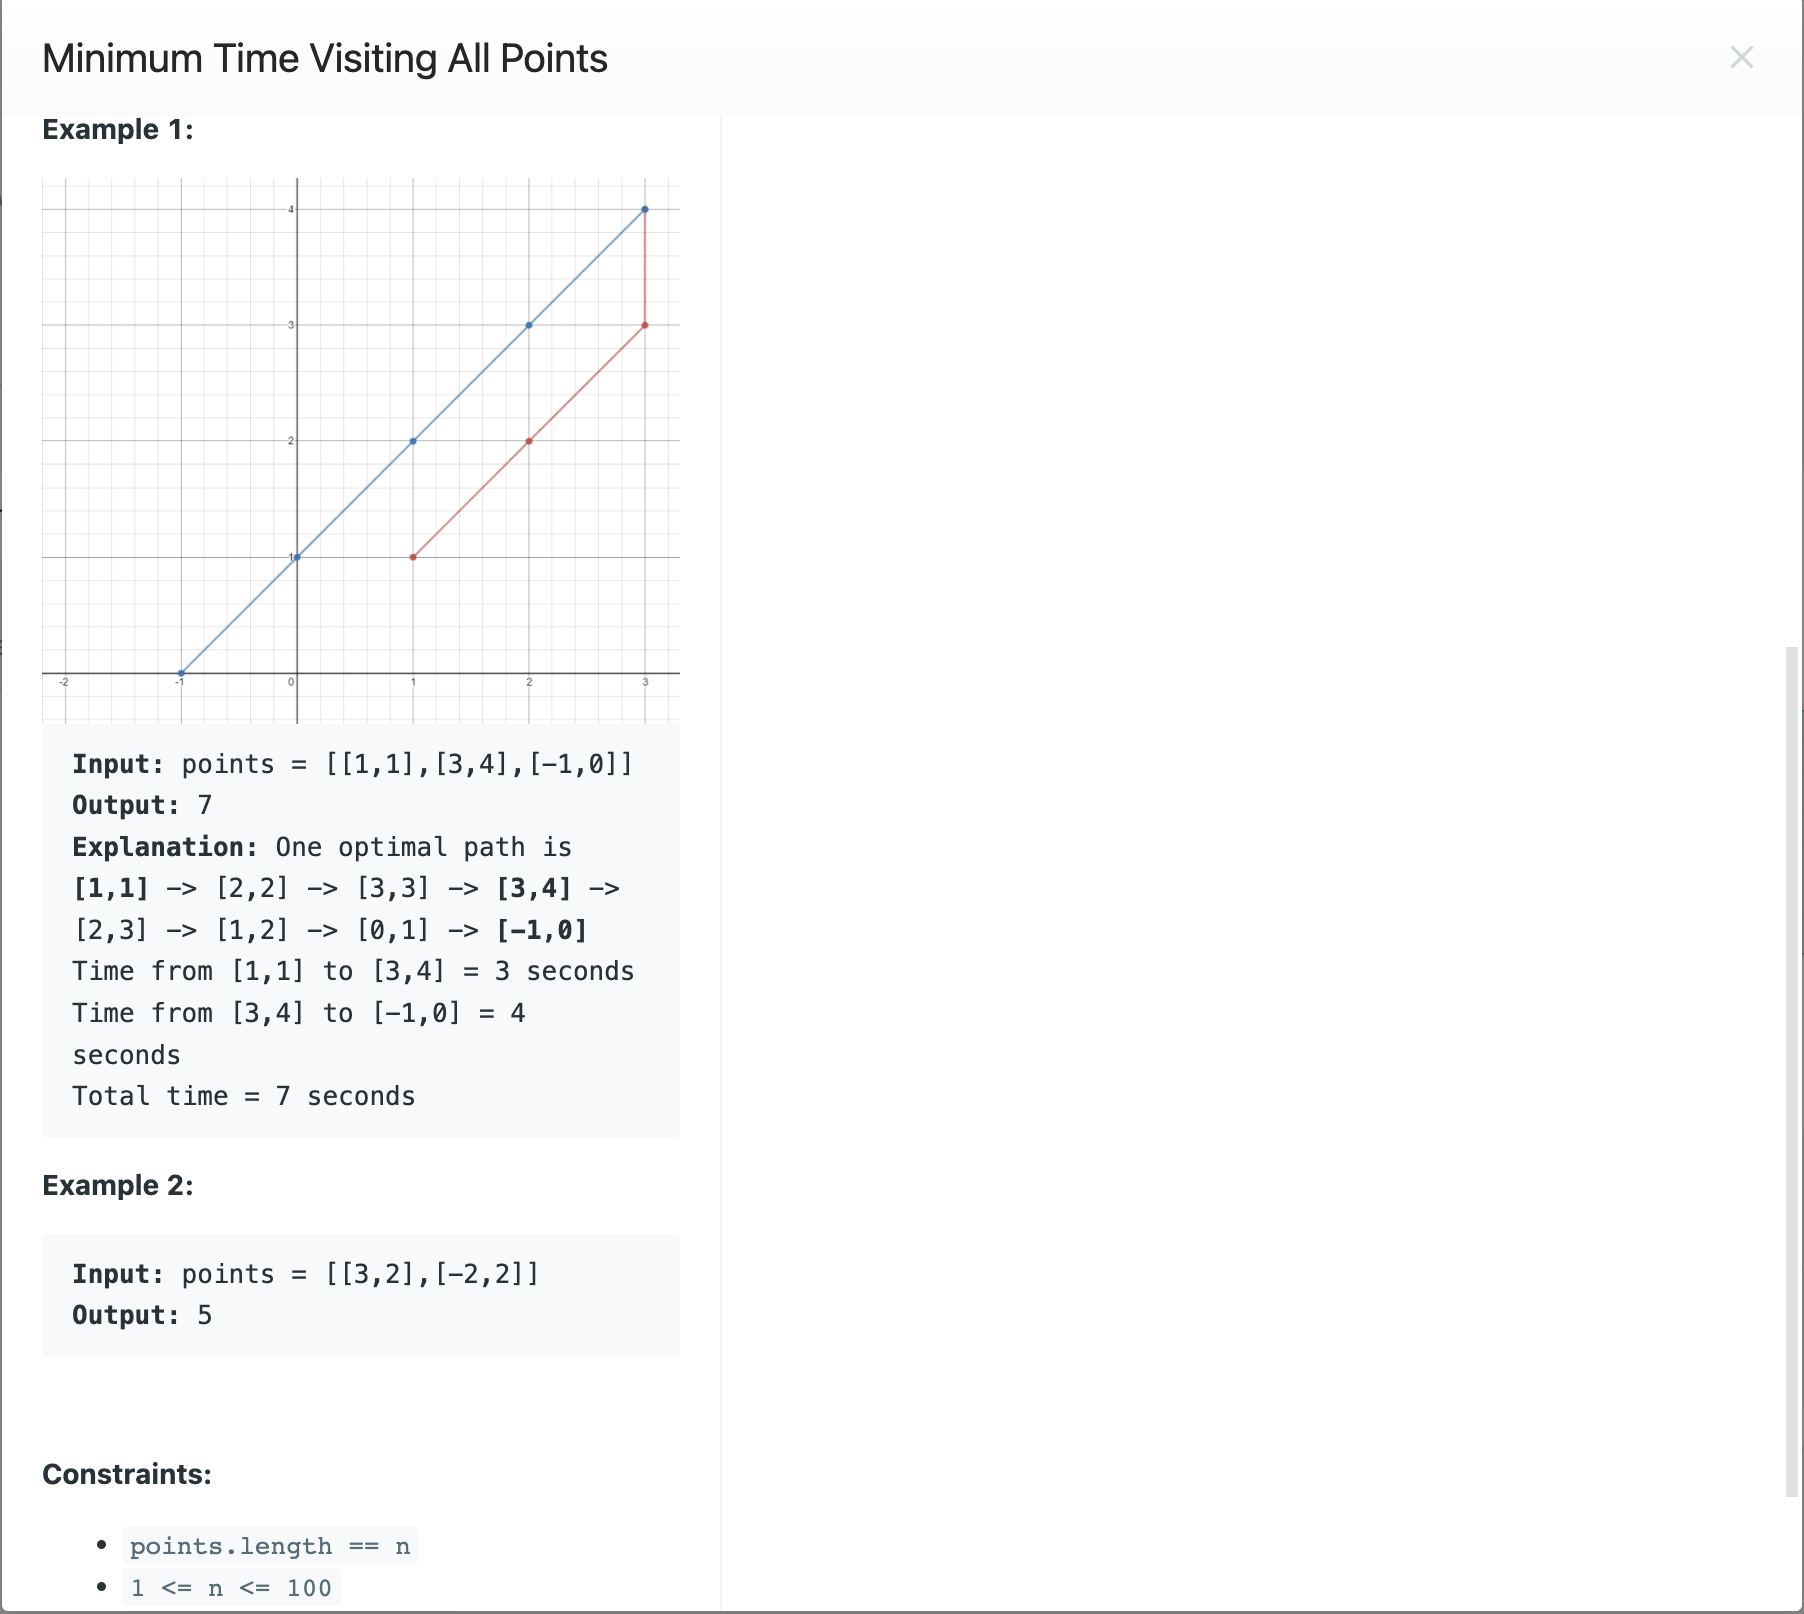 Minimum Time Visiting All Points
Example 1:
4
3
2
1
-2 -1 0 1 2 3
Input: points = [[1,1],[3,4],[−1,0]]
Output: 7
Explanation: One optimal path is
[1,1] −> [2,2] −> [3,3] −> [3,4] −>
[2,3] −> [1,2] −> [0,1] −> [−1,0]
Time from [1,1] to [3,4] = 3 seconds
Time from [3,4] to [−1,0] = 4
seconds
Total time = 7 seconds
Example 2:
Input: points = [[3,2],[−2,2]]
Output: 5
Constraints:
• points.length == n
• 1 <= n <= 100